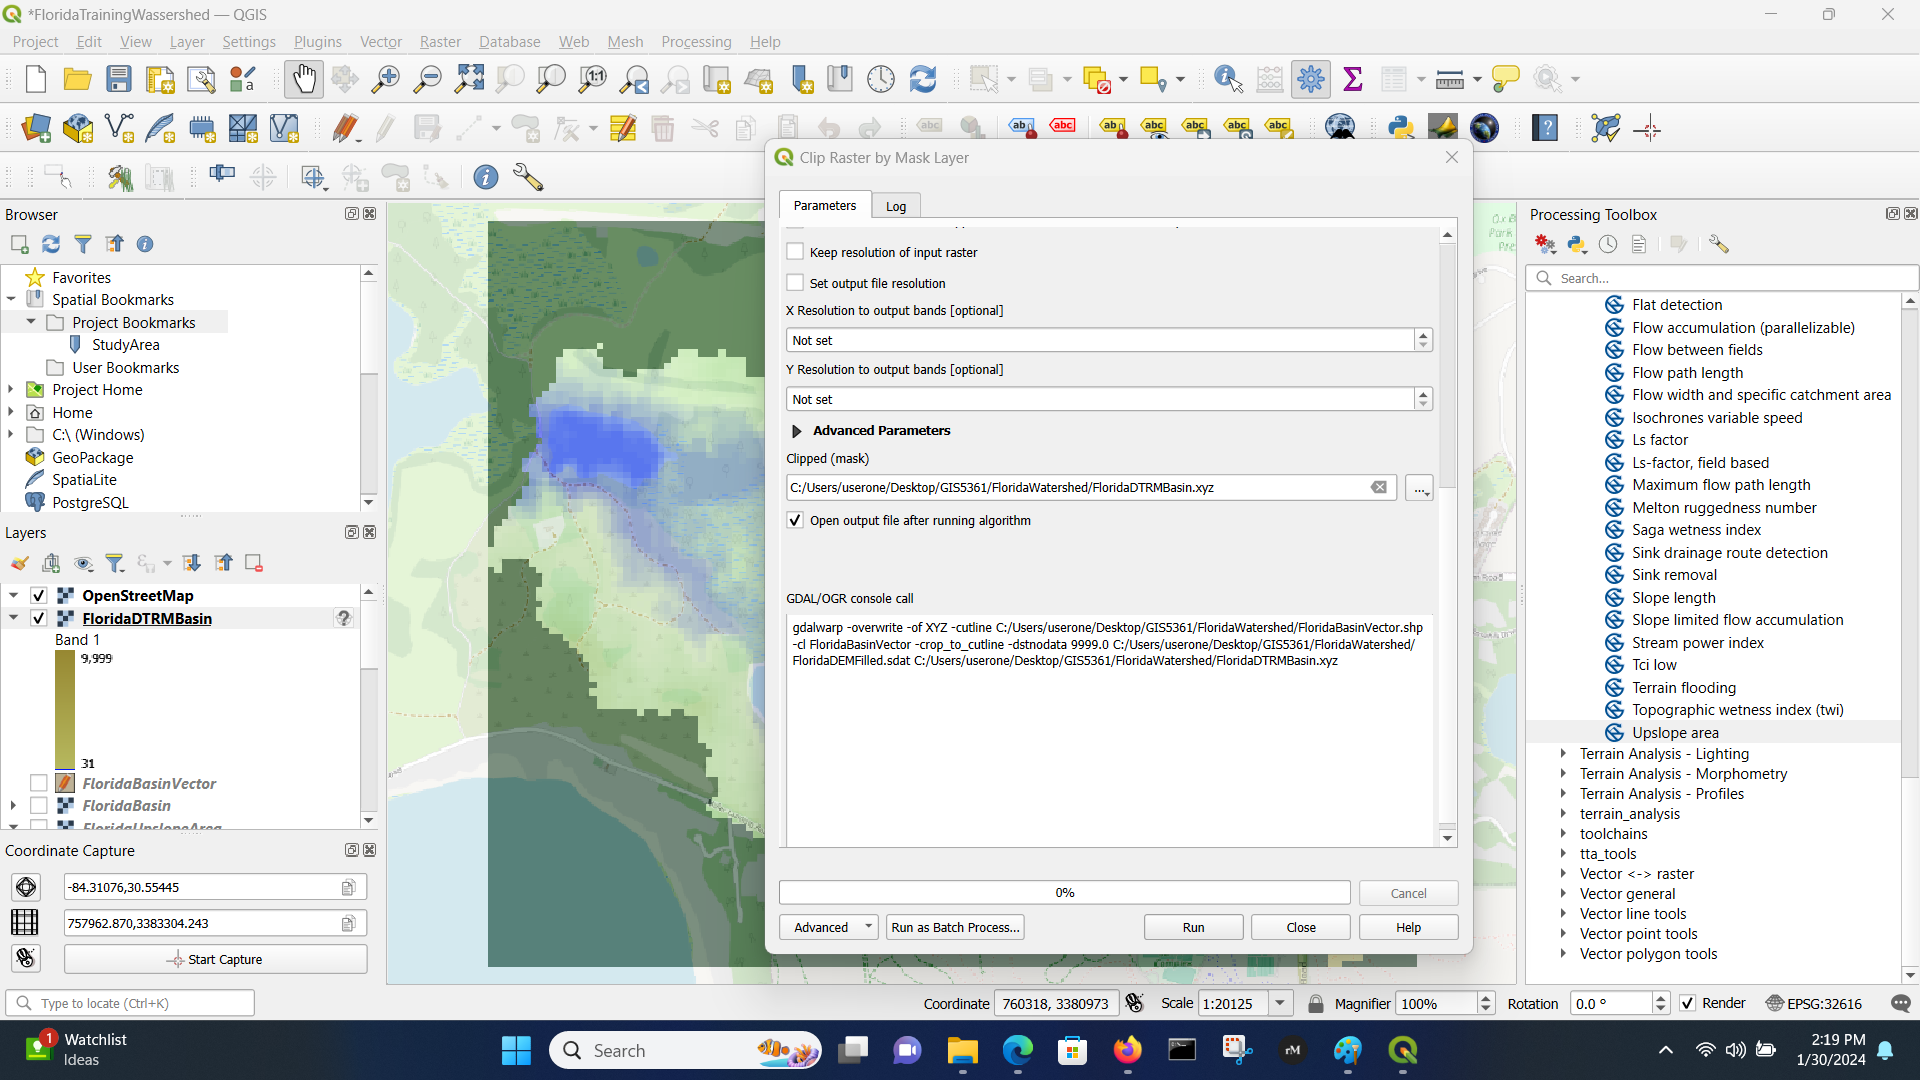 *FloridaTrainingWassershed — QGIS
Project Edit View Layer Settings Plugins Vector Raster Database Web Mesh Processing Help
Browser
Favorites
Spatial Bookmarks
Project Bookmarks
StudyArea
User Bookmarks
Project Home
Home
C:\ (Windows)
GeoPackage
SpatiaLite
PostgreSQL
Layers
OpenStreetMap
FloridaDTRMBasin
Band 1
9,999
31
FloridaBasinVector
FloridaBasin
FloridaUpslopeArea
Coordinate Capture
-84.31076,30.55445
757962.870,3383304.243
Start Capture
Clip Raster by Mask Layer
Parameters
Log
Keep resolution of input raster
Set output file resolution
X Resolution to output bands [optional]
Not set
Y Resolution to output bands [optional]
Not set
Advanced Parameters
Clipped (mask)
C:/Users/userone/Desktop/GIS5361/FloridaWatershed/FloridaDTRMBasin.xyz
...
Open output file after running algorithm
GDAL/OGR console call
gdalwarp -overwrite -of XYZ -cutline C:/Users/userone/Desktop/GIS5361/FloridaWatershed/FloridaBasinVector.shp
-cl FloridaBasinVector -crop_to_cutline -dstnodata 9999.0 C:/Users/userone/Desktop/GIS5361/FloridaWatershed/
FloridaDEMFilled.sdat C:/Users/userone/Desktop/GIS5361/FloridaWatershed/FloridaDTRMBasin.xyz
0%
Cancel
Advanced
Run as Batch Process...
Run
Close
Help
Processing Toolbox
Search...
Flat detection
Flow accumulation (parallelizable)
Flow between fields
Flow path length
Flow width and specific catchment area
Isochrones variable speed
Ls factor
Ls-factor, field based
Maximum flow path length
Melton ruggedness number
Saga wetness index
Sink drainage route detection
Sink removal
Slope length
Slope limited flow accumulation
Stream power index
Tci low
Terrain flooding
Topographic wetness index (twi)
Upslope area
Terrain Analysis - Lighting
Terrain Analysis - Morphometry
Terrain Analysis - Profiles
terrain_analysis
toolchains
tta_tools
Vector <-> raster
Vector general
Vector line tools
Vector point tools
Vector polygon tools
Type to locate (Ctrl+K)
Coordinate 760318, 3380973 Scale 1:20125 Magnifier 100% Rotation 0.0 ° Render EPSG:32616
1
Watchlist
Ideas
Search
rM
2:19 PM
1/30/2024